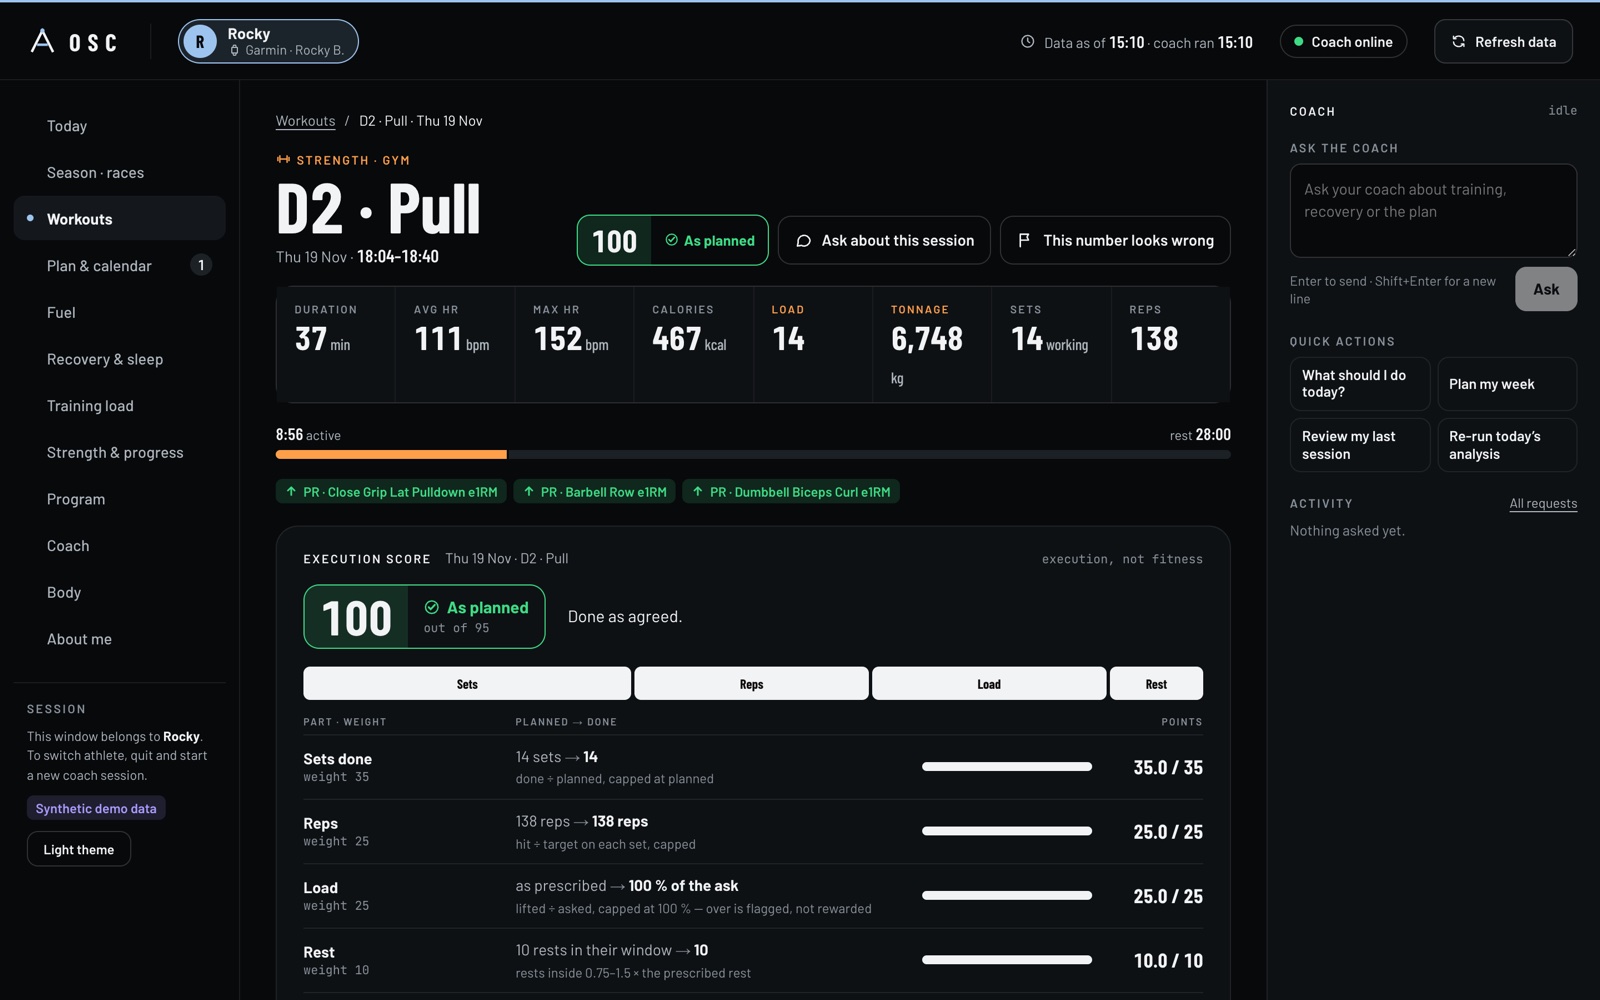 OSC
R
Rocky
Garmin · Rocky B.
Data as of 15:10 · coach ran 15:10
Coach online
Refresh data
Today
Season · races
Workouts
Plan & calendar 1
Fuel
Recovery & sleep
Training load
Strength & progress
Program
Coach
Body
About me
SESSION
This window belongs to Rocky.
To switch athlete, quit and start
a new coach session.
Synthetic demo data
Light theme
Workouts / D2 · Pull · Thu 19 Nov
STRENGTH · GYM
D2 · Pull
Thu 19 Nov · 18:04–18:40
100 As planned
Ask about this session
This number looks wrong
DURATION
37 min
AVG HR
111 bpm
MAX HR
152 bpm
CALORIES
467 kcal
LOAD
14
TONNAGE
6,748
kg
SETS
14 working
REPS
138
8:56 active
rest 28:00
PR · Close Grip Lat Pulldown e1RM
PR · Barbell Row e1RM
PR · Dumbbell Biceps Curl e1RM
EXECUTION SCORE Thu 19 Nov · D2 · Pull
execution, not fitness
100
As planned
out of 95
Done as agreed.
Sets
Reps
Load
Rest
PART · WEIGHT
PLANNED → DONE
POINTS
Sets done
weight 35
14 sets → 14
done ÷ planned, capped at planned
35.0 / 35
Reps
weight 25
138 reps → 138 reps
hit ÷ target on each set, capped
25.0 / 25
Load
weight 25
as prescribed → 100 % of the ask
lifted ÷ asked, capped at 100 % — over is flagged, not rewarded
25.0 / 25
Rest
weight 10
10 rests in their window → 10
rests inside 0.75–1.5 × the prescribed rest
10.0 / 10
COACH
idle
ASK THE COACH
Ask your coach about training,
recovery or the plan
Enter to send · Shift+Enter for a new
line
Ask
QUICK ACTIONS
What should I do
today?
Plan my week
Review my last
session
Re-run today's
analysis
ACTIVITY
All requests
Nothing asked yet.